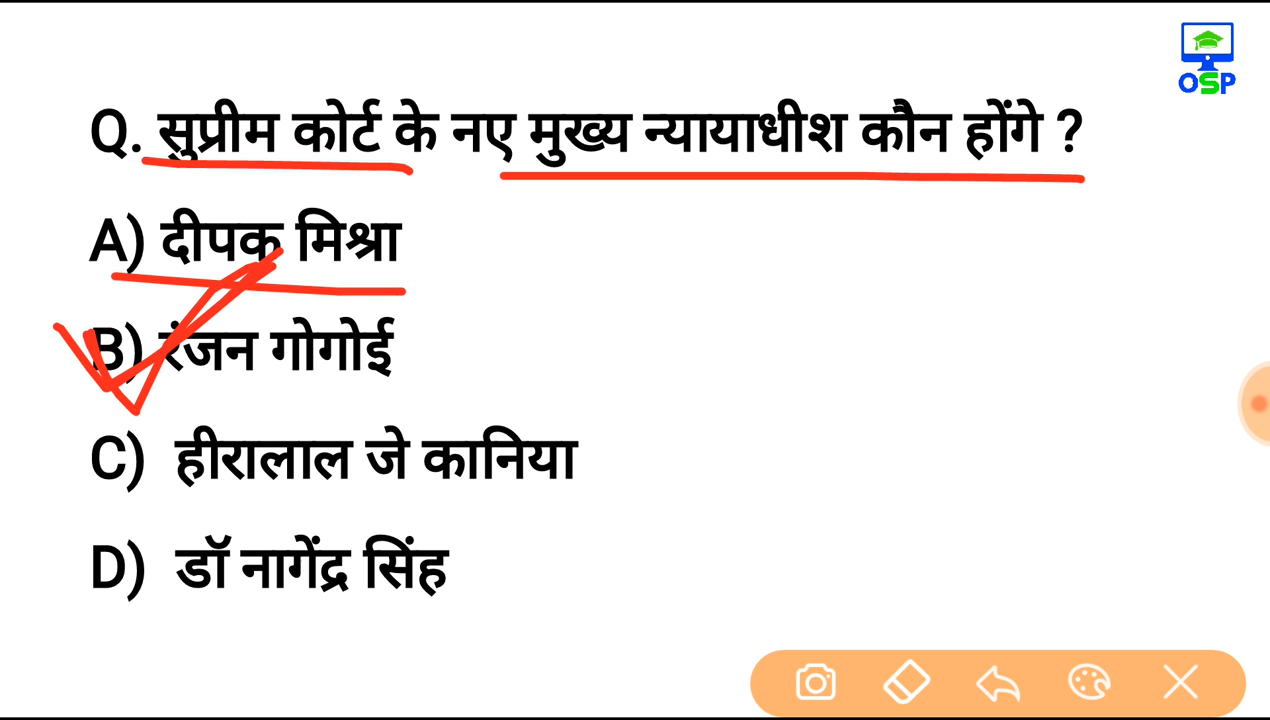 OSP
Q. सुप्रीम कोर्ट के नए मुख्य न्यायाधीश कौन होंगे ?
A) दीपक मिश्रा
B) रंजन गोगोई
C) हीरालाल जे कानिया
D) डॉ नागेंद्र सिंह